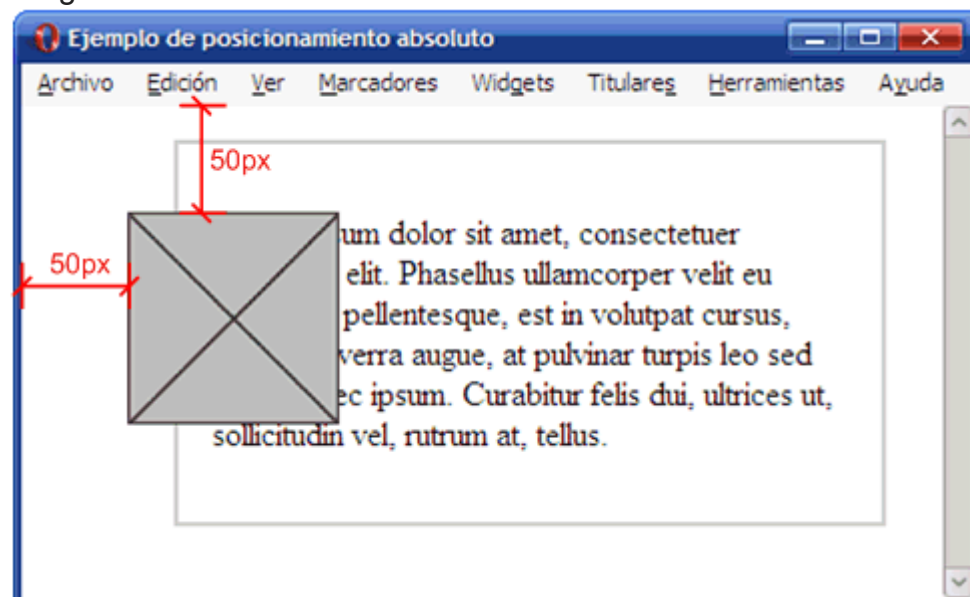 Ejemplo de posicionamiento absoluto
Archivo Edición Ver Marcadores Widgets Titulares Herramientas Ayuda
50px
50px
um dolor sit amet, consectetuer
elit. Phasellus ullamcorper velit eu
pellentesque, est in volutpat cursus,
verra augue, at pulvinar turpis leo sed
ec ipsum. Curabitur felis dui, ultrices ut,
sollicitudin vel, rutrum at, tellus.